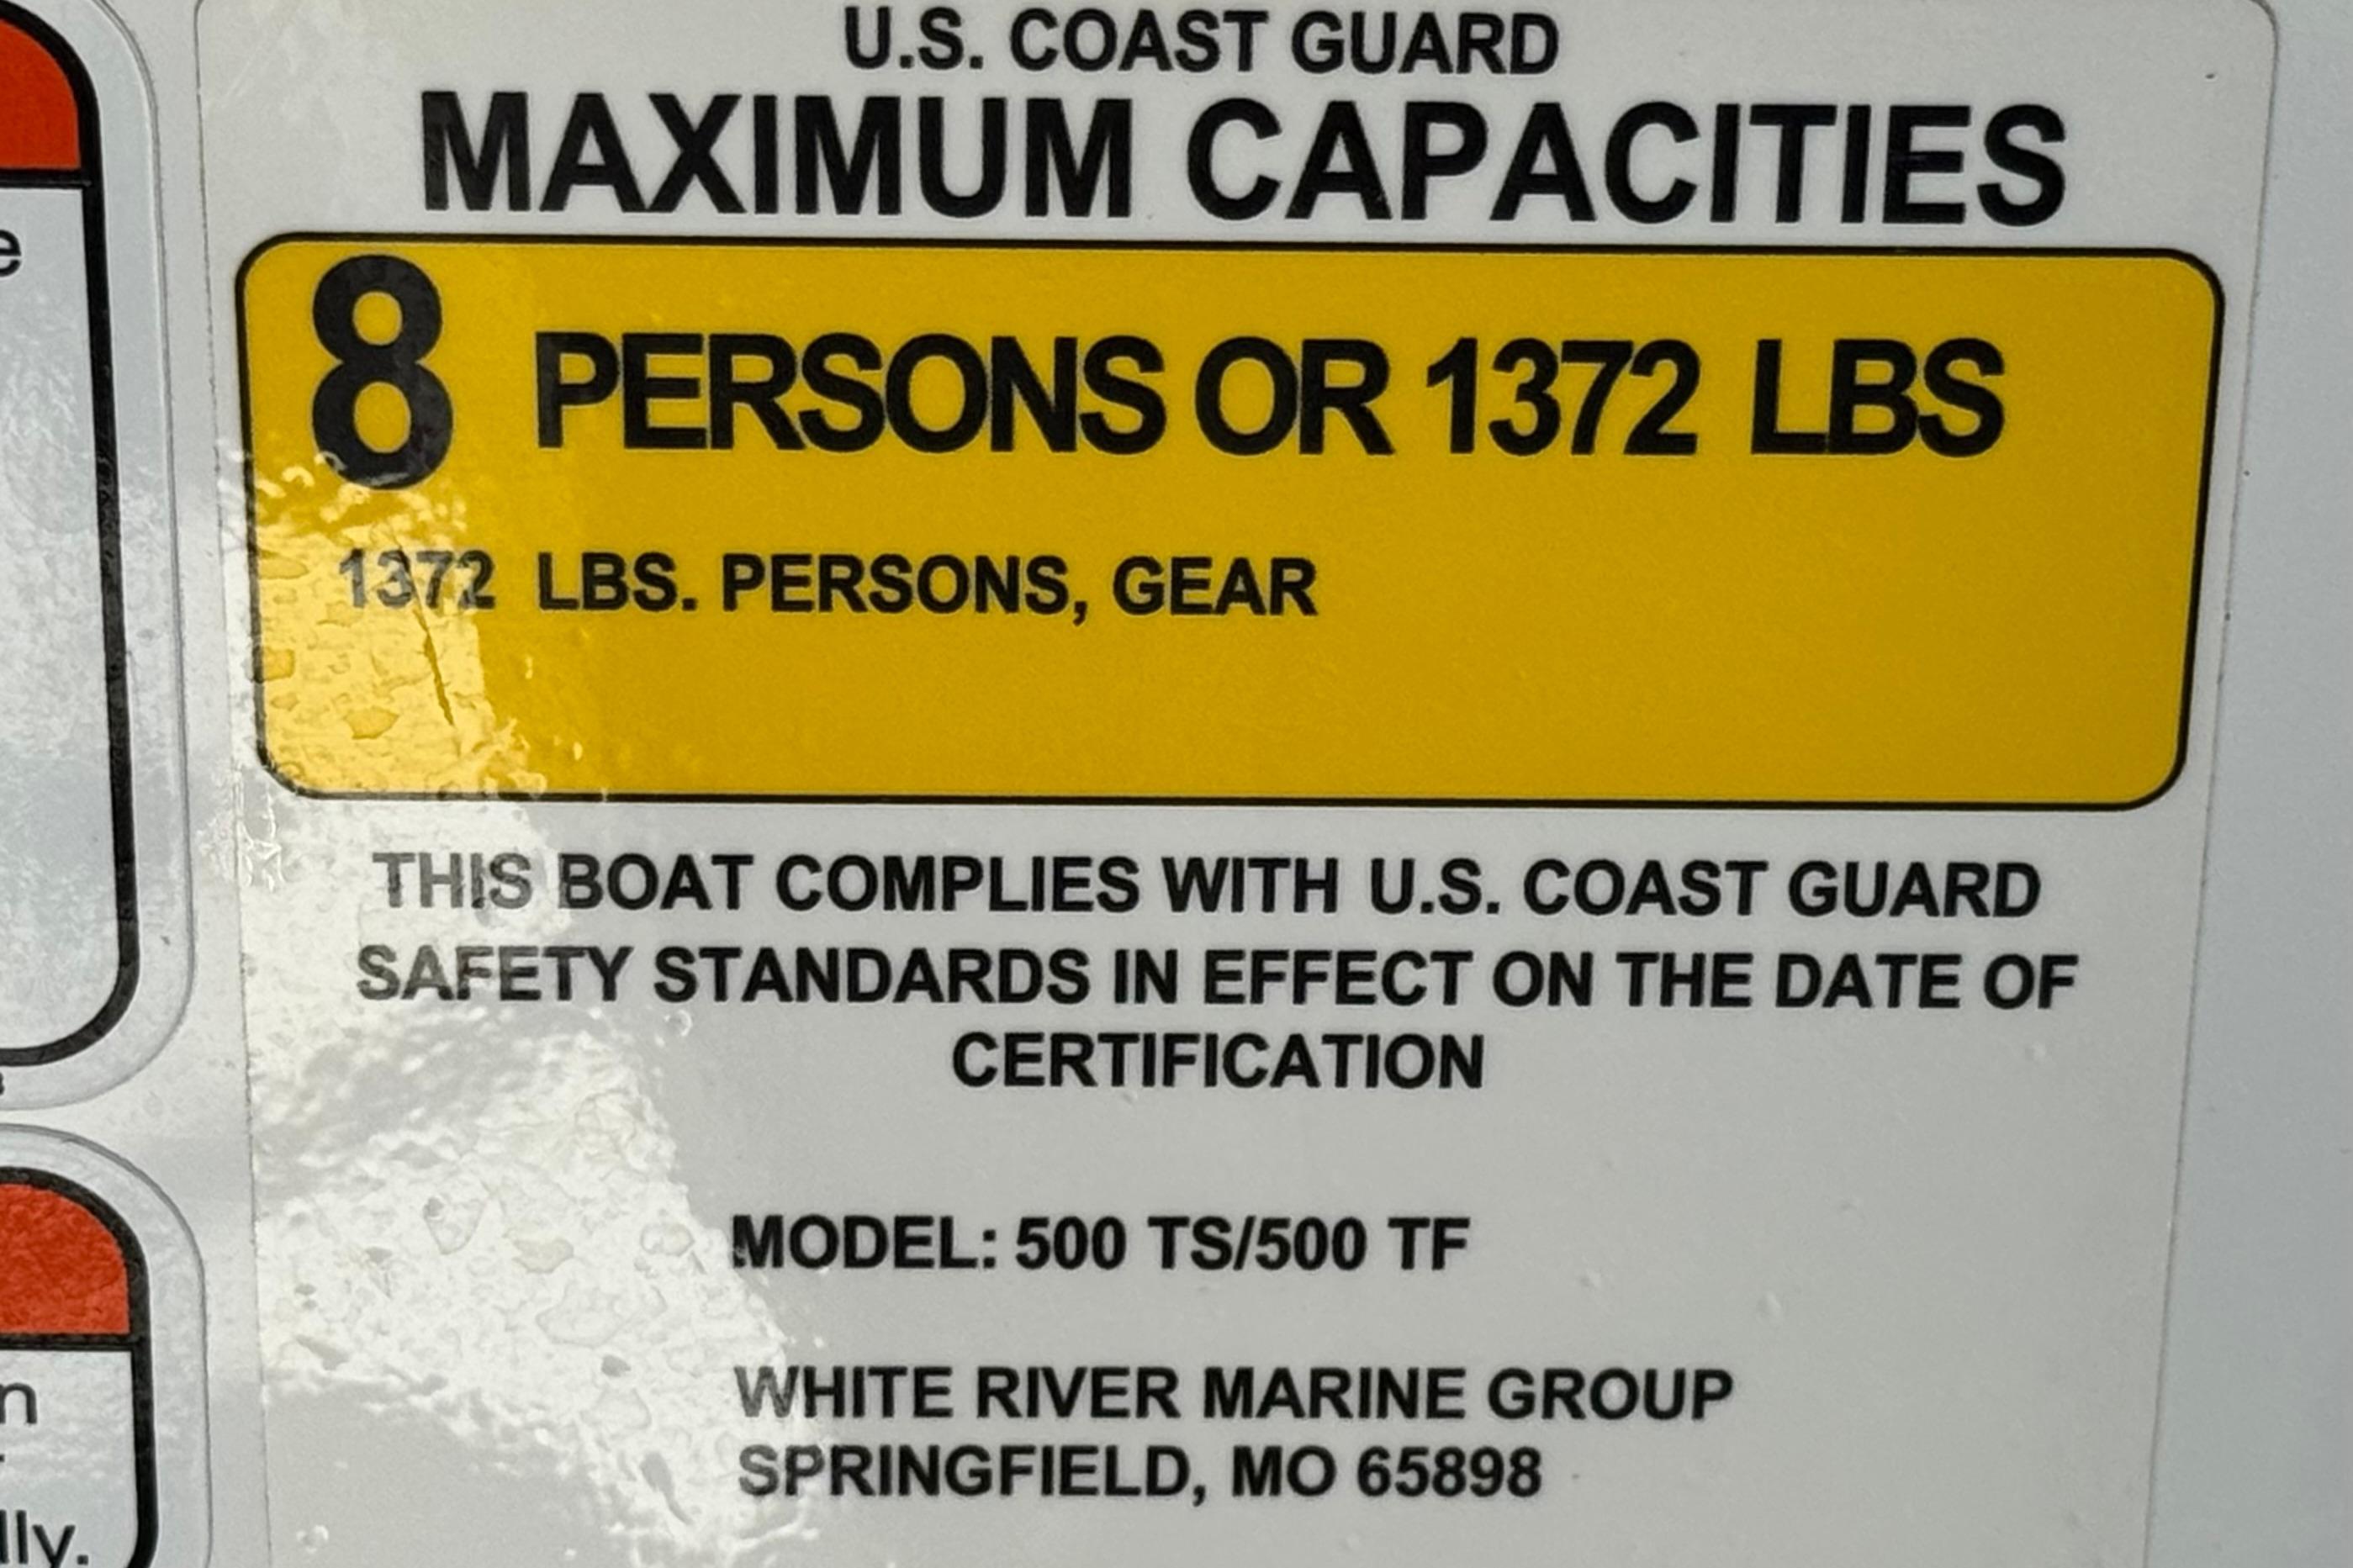 U.S. COAST GUARD
MAXIMUM CAPACITIES
8 PERSONS OR 1372 LBS
1372 LBS. PERSONS, GEAR
THIS BOAT COMPLIES WITH U.S. COAST GUARD
SAFETY STANDARDS IN EFFECT ON THE DATE OF
CERTIFICATION
MODEL: 500 TS/500 TF
WHITE RIVER MARINE GROUP
SPRINGFIELD, MO 65898